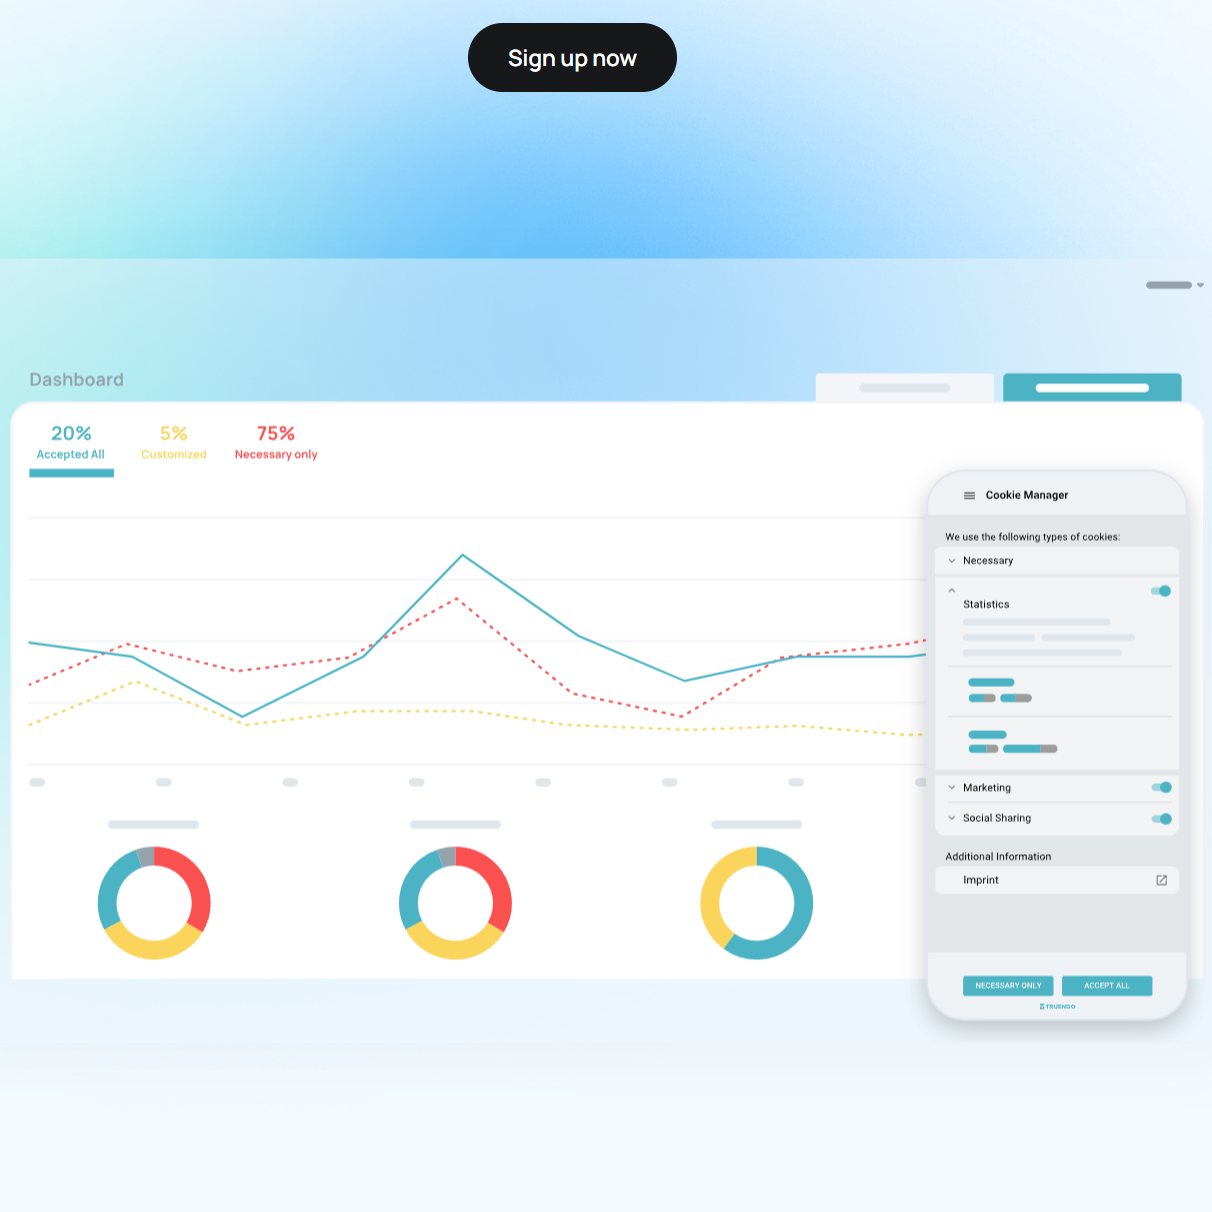 Sign up now
Dashboard
20%
Accepted All
5%
Customized
75%
Necessary only
Cookie Manager
We use the following types of cookies:
Necessary
Statistics
Marketing
Social Sharing
Additional Information
Imprint
NECESSARY ONLY
ACCEPT ALL
TRUENDO